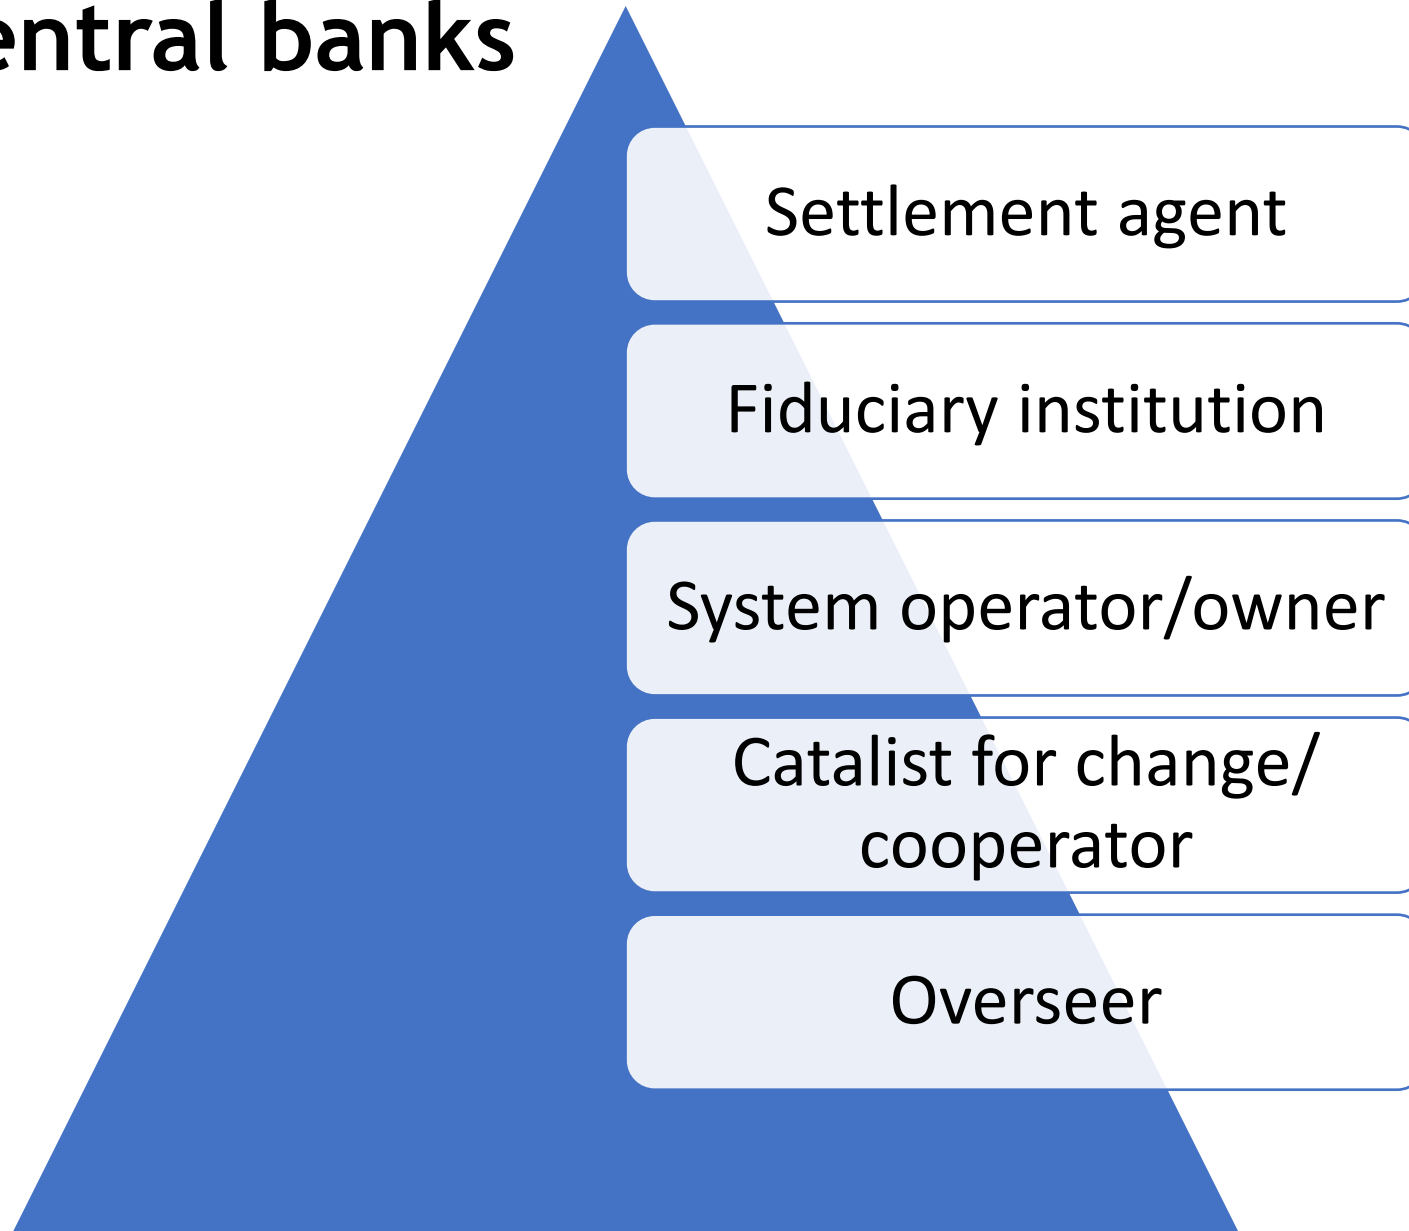 entral banks
Settlement agent
Fiduciary institution
System operator/owner
Catalist for change/
cooperator
Overseer